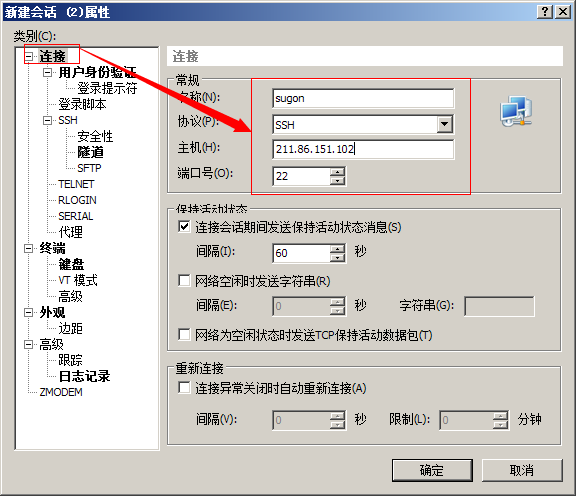 新建会话 (2)属性
类别(C):
连接
用户身份验证
登录提示符
登录脚本
SSH
安全性
隧道
SFTP
TELNET
RLOGIN
SERIAL
代理
终端
键盘
VT 模式
高级
外观
边距
高级
跟踪
日志记录
ZMODEM
连接
常规
名称(N): sugon
协议(P): SSH
主机(H): 211.86.151.102
端口号(O): 22
保持活动状态
连接会话期间发送保持活动状态消息(S)
间隔(I): 60 秒
网络空闲时发送字符串(R)
间隔(E): 0 秒 字符串(G):
网络为空闲状态时发送TCP保持活动数据包(T)
重新连接
连接异常关闭时自动重新连接(A)
间隔(V): 0 秒 限制(L): 0 分钟
确定 取消